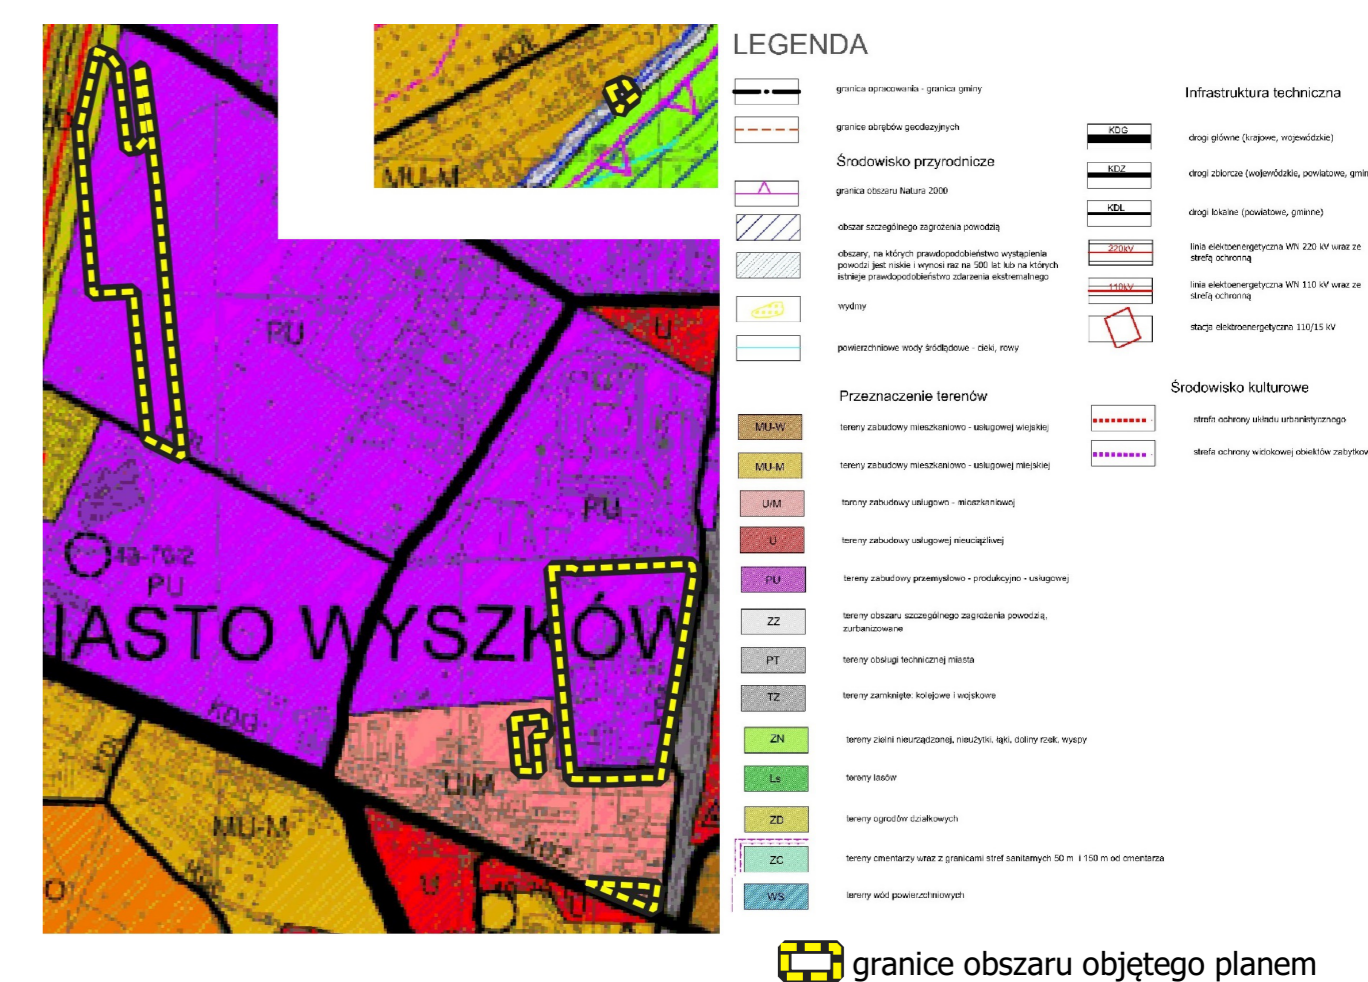 KDL
MU-M
PU
U
PU
49-76/2
PU
MIASTO WYSZKÓW
KDG
KDL
U/M
MU-M
KDZ
U
U
LEGENDA
granica opracowania - granica gminy
granice obrębów geodezyjnych
Środowisko przyrodnicze
granica obszaru Natura 2000
obszar szczególnego zagrożenia powodzią
obszary, na których prawdopodobieństwo wystąpienia
powodzi jest niskie i wynosi raz na 500 lat lub na których
istnieje prawdopodobieństwo zdarzenia ekstremalnego
wydmy
powierzchniowe wody śródlądowe - cieki, rowy
Przeznaczenie terenów
MU-W tereny zabudowy mieszkaniowo - usługowej wiejskiej
MU-M tereny zabudowy mieszkaniowo - usługowej miejskiej
U/M tereny zabudowy usługowo - mieszkaniowej
U tereny zabudowy usługowej nieuciążliwej
PU tereny zabudowy przemysłowo - produkcyjno - usługowej
ZZ tereny obszaru szczególnego zagrożenia powodzią,
zurbanizowane
PT tereny obsługi technicznej miasta
TZ tereny zamknięte: kolejowe i wojskowe
ZN tereny zieleni nieurządzonej, nieużytki, łąki, doliny rzek, wyspy
Ls tereny lasów
ZD tereny ogrodów działkowych
ZC tereny cmentarzy wraz z granicami stref sanitarnych 50 m i 150 m od cmentarza
WS tereny wód powierzchniowych
Infrastruktura techniczna
KDG drogi główne (krajowe, wojewódzkie)
KDZ drogi zbiorcze (wojewódzkie, powiatowe, gmin
KDL drogi lokalne (powiatowe, gminne)
220kV linia elektoenergetyczna WN 220 kV wraz ze
strefą ochronną
110kV linia elektoenergetyczna WN 110 kV wraz ze
strefą ochronną
stacja elektroenergetyczna 110/15 kV
Środowisko kulturowe
strefa ochrony układu urbanistycznego
strefa ochrony widokowej obiektów zabytkow
granice obszaru objętego planem